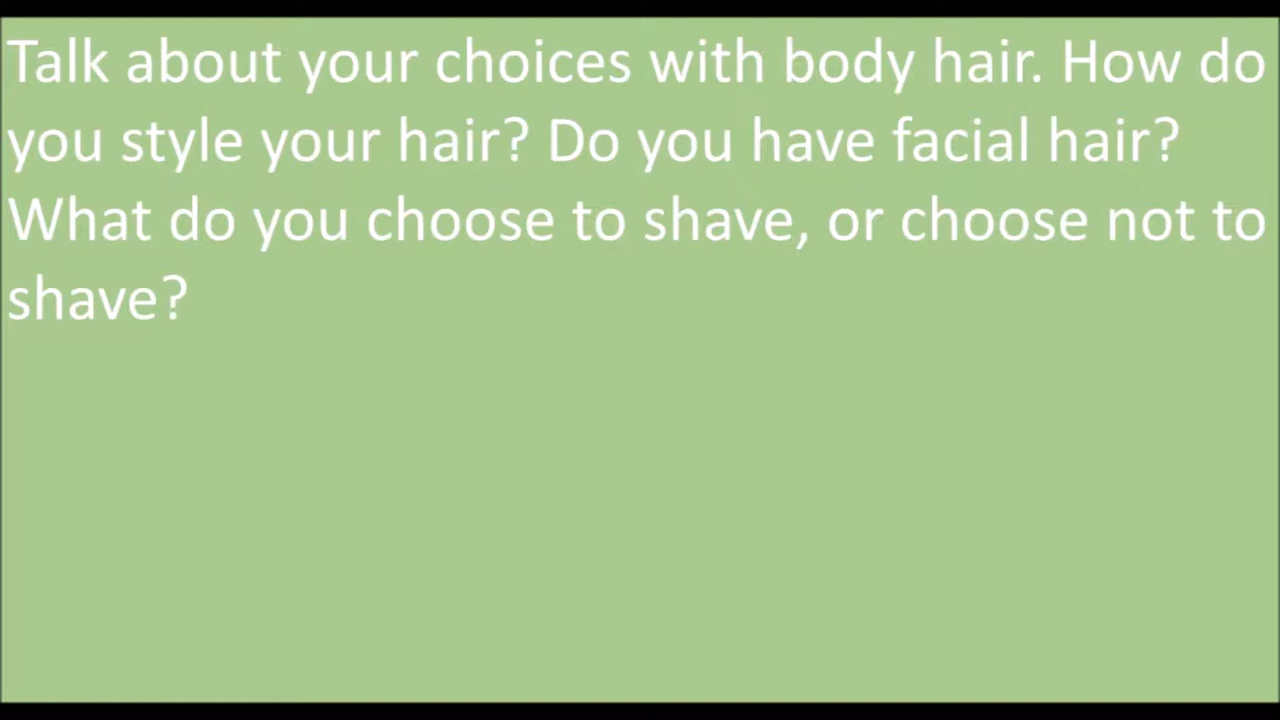 Talk about your choices with body hair. How do
you style your hair? Do you have facial hair?
What do you choose to shave, or choose not to
shave?